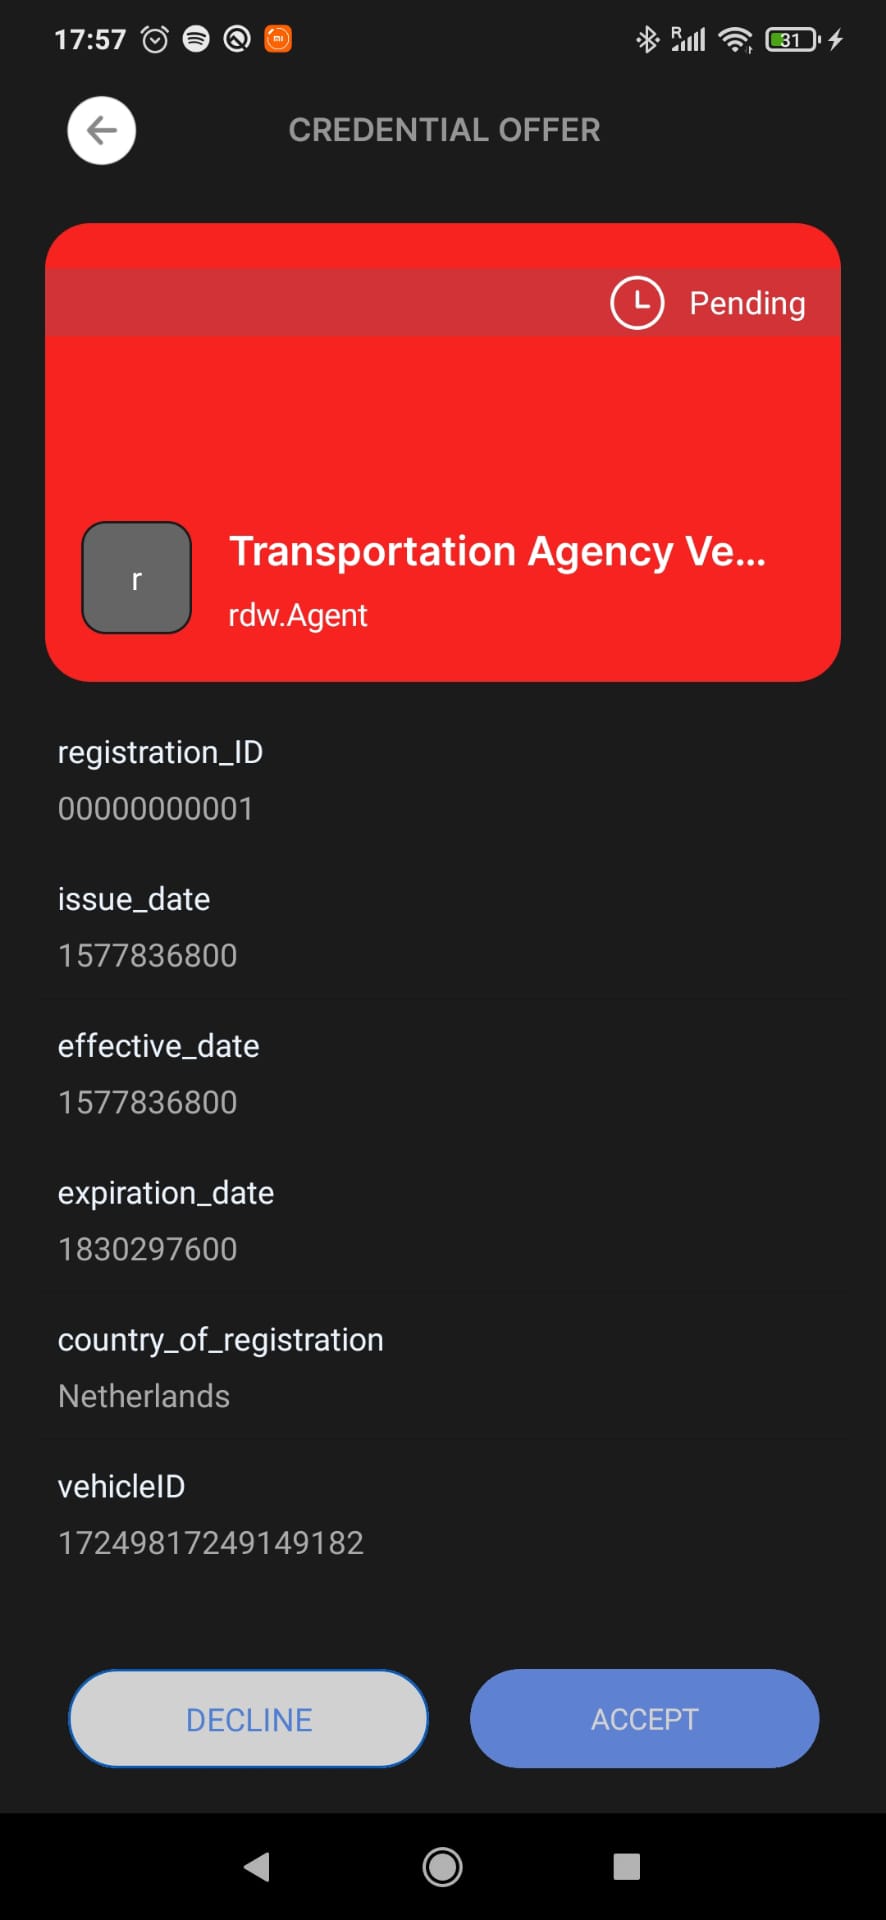 17:57
R
31
CREDENTIAL OFFER
Pending
r
Transportation Agency Ve...
rdw.Agent
registration_ID
00000000001
issue_date
1577836800
effective_date
1577836800
expiration_date
1830297600
country_of_registration
Netherlands
vehicleID
17249817249149182
DECLINE
ACCEPT